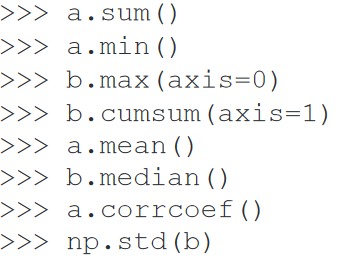 >>> a.sum()
>>> a.min()
>>> b.max(axis=0)
>>> b.cumsum(axis=1)
>>> a.mean()
>>> b.median()
>>> a.corrcoef()
>>> np.std(b)